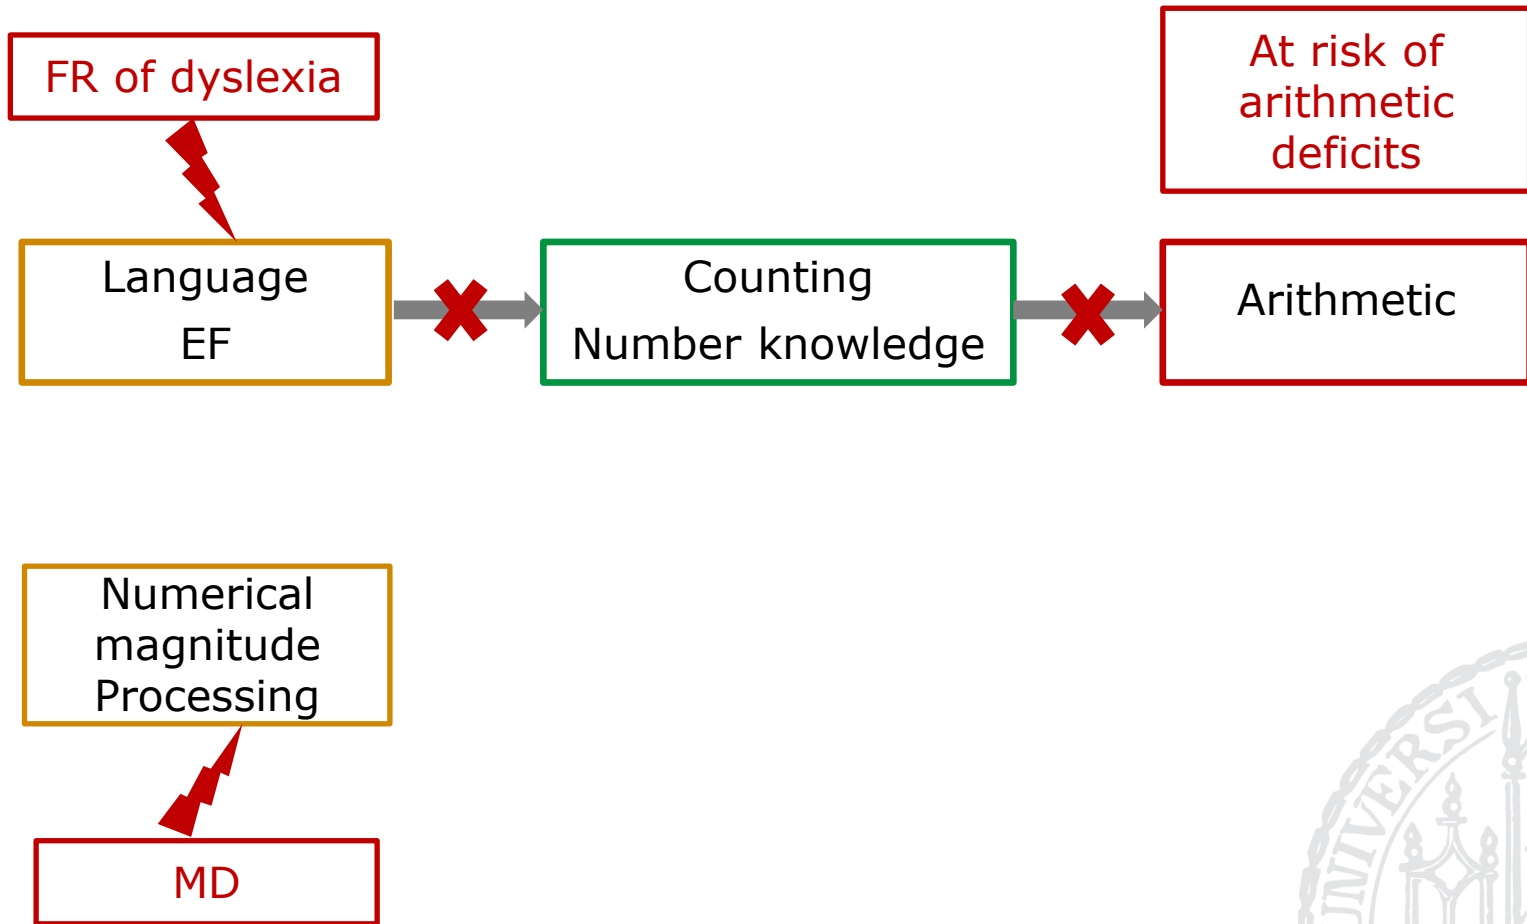 FR of dyslexia
At risk of
arithmetic
deficits
Language
EF
Counting
Number knowledge
Arithmetic
Numerical
magnitude
Processing
MD
UNIVERSI